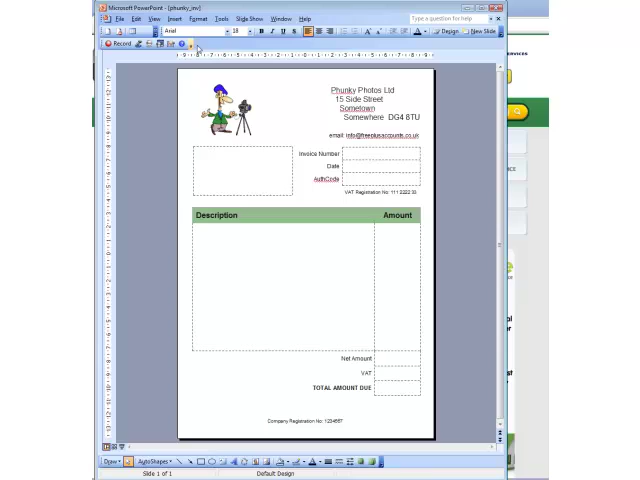 Microsoft PowerPoint - [phunky_inv]
File Edit View Insert Format Tools Slide Show Window Help
Type a question for help
Arial 18 B I U S A Design New Slide
Record
Phunky Photos Ltd
15 Side Street
Sometown
Somewhere DG4 8TU
email: info@freeplusaccounts.co.uk
Invoice Number
Date
AuthCode
VAT Registration No: 111 2222 33
Description Amount
Net Amount
VAT
TOTAL AMOUNT DUE
Company Registration No: 1234567
Draw AutoShapes
Slide 1 of 1 Default Design